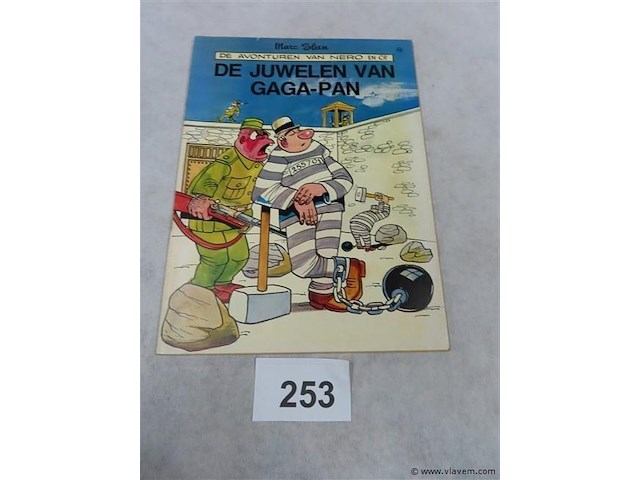 Marc Sleen
DE AVONTUREN VAN NERO EN Co
DE JUWELEN VAN
GAGA-PAN
253
© www.vlavem.com